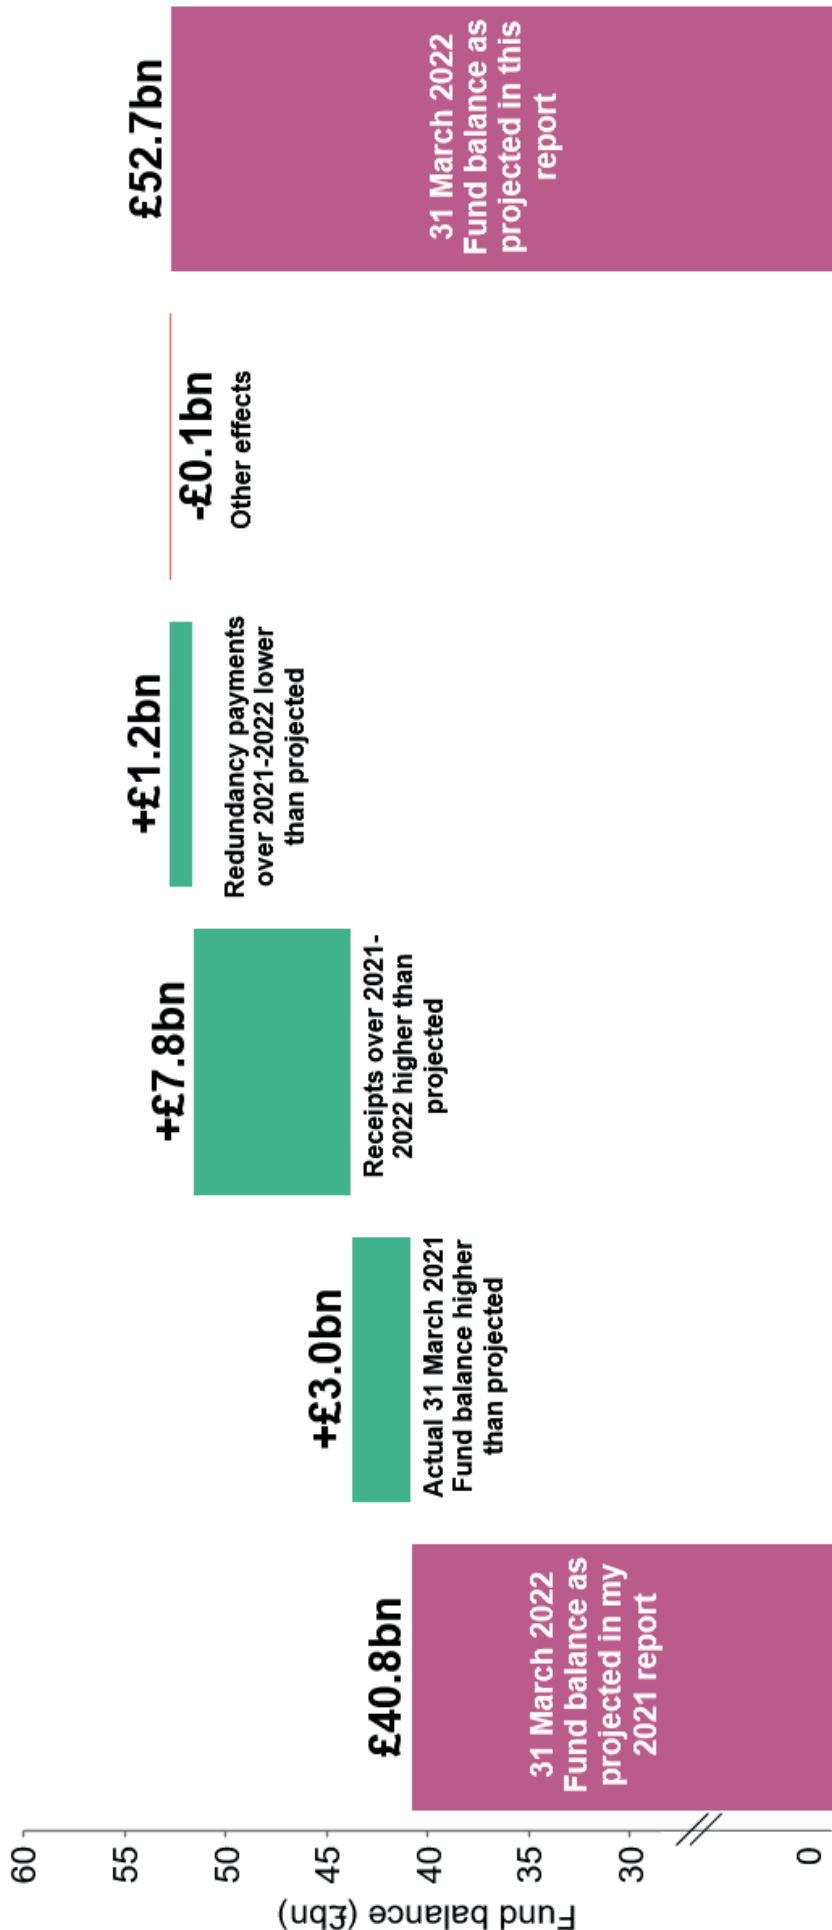 Fund balance (£bn)
60
55
50
45
40
35
30
0
£40.8bn
31 March 2022
Fund balance as
projected in my
2021 report
+£3.0bn
Actual 31 March 2021
Fund balance higher
than projected
+£7.8bn
Receipts over 2021-
2022 higher than
projected
+£1.2bn
Redundancy payments
over 2021-2022 lower
than projected
-£0.1bn
Other effects
£52.7bn
31 March 2022
Fund balance as
projected in this
report